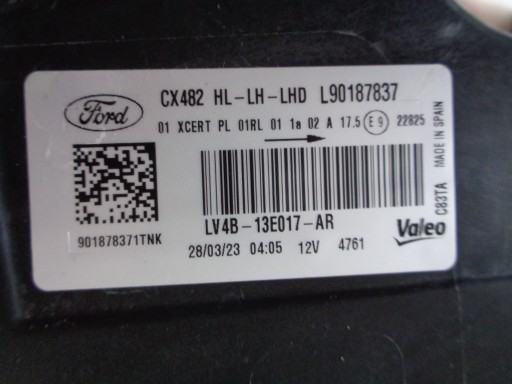 Ford
CX482 HL-LH-LHD L90187837
01 XCERT PL 01RL 01 1a 02 A 17.5 E9 22825
901878371TNK
LV4B-13E017-AR
28/03/23 04:05 12V 4761
Valeo
C83TA
MADE IN SPAIN